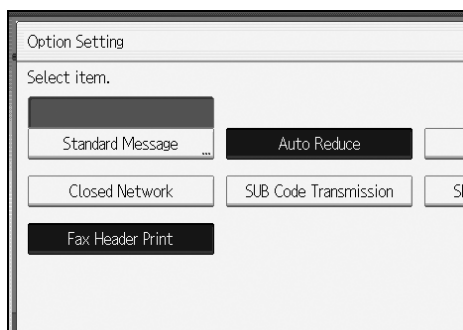 Option Setting
Select item.
Standard Message ...
Auto Reduce
Closed Network
SUB Code Transmission
Fax Header Print